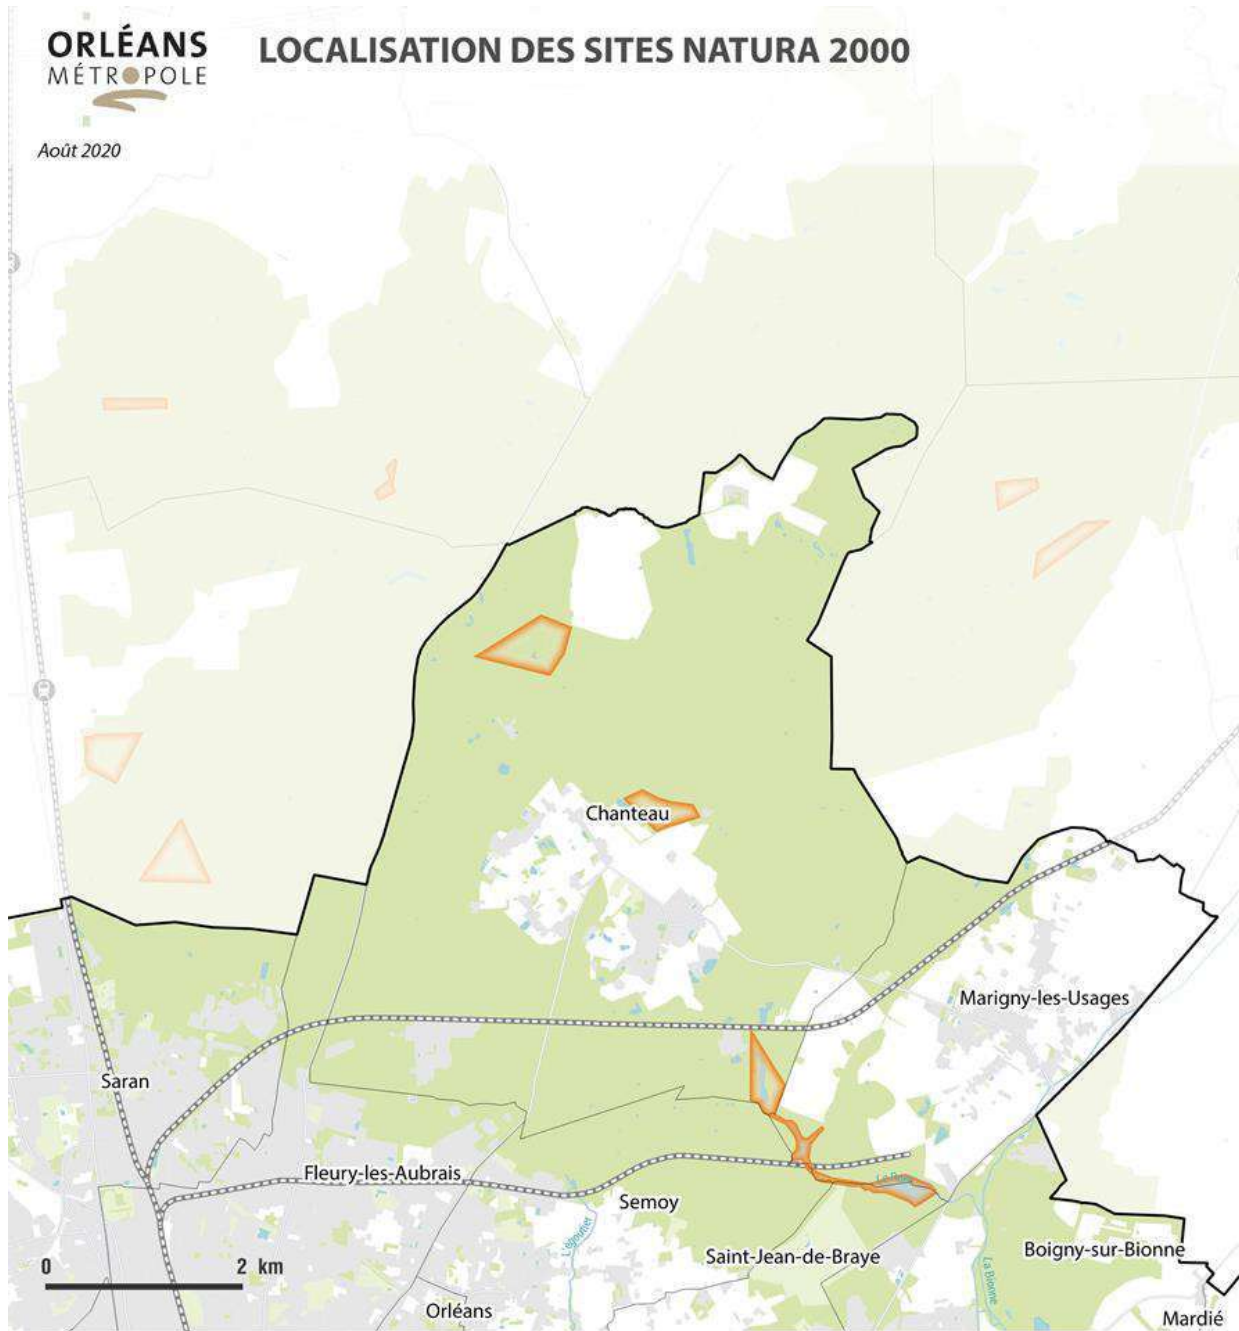 ORLÉANS
MÉTROPOLE
LOCALISATION DES SITES NATURA 2000
Août 2020
Chanteau
Marigny-les-Usages
Saran
Fleury-les-Aubrais
Semoy
L'égoutier
Saint-Jean-de-Braye
Boigny-sur-Bionne
La Bionne
0 2 km
Orléans
Mardié